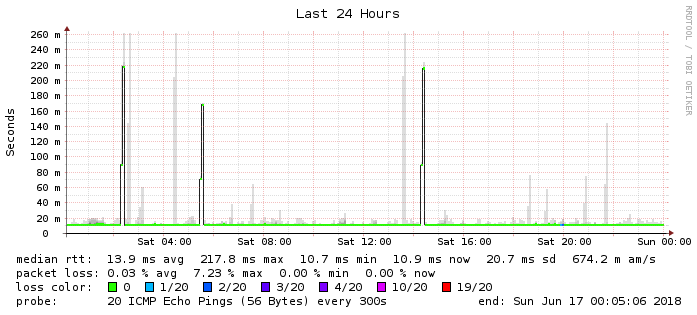 Last 24 Hours
RRDTOOL / TOBI OETIKER
Seconds
260 m
240 m
220 m
200 m
180 m
160 m
140 m
120 m
100 m
80 m
60 m
40 m
20 m
0
Sat 04:00 Sat 08:00 Sat 12:00 Sat 16:00 Sat 20:00 Sun 00:00
median rtt: 13.9 ms avg 217.8 ms max 10.7 ms min 10.9 ms now 20.7 ms sd 674.2 m am/s
packet loss: 0.03 % avg 7.23 % max 0.00 % min 0.00 % now
loss color: 0 1/20 2/20 3/20 4/20 10/20 19/20
probe: 20 ICMP Echo Pings (56 Bytes) every 300s end: Sun Jun 17 00:05:06 2018